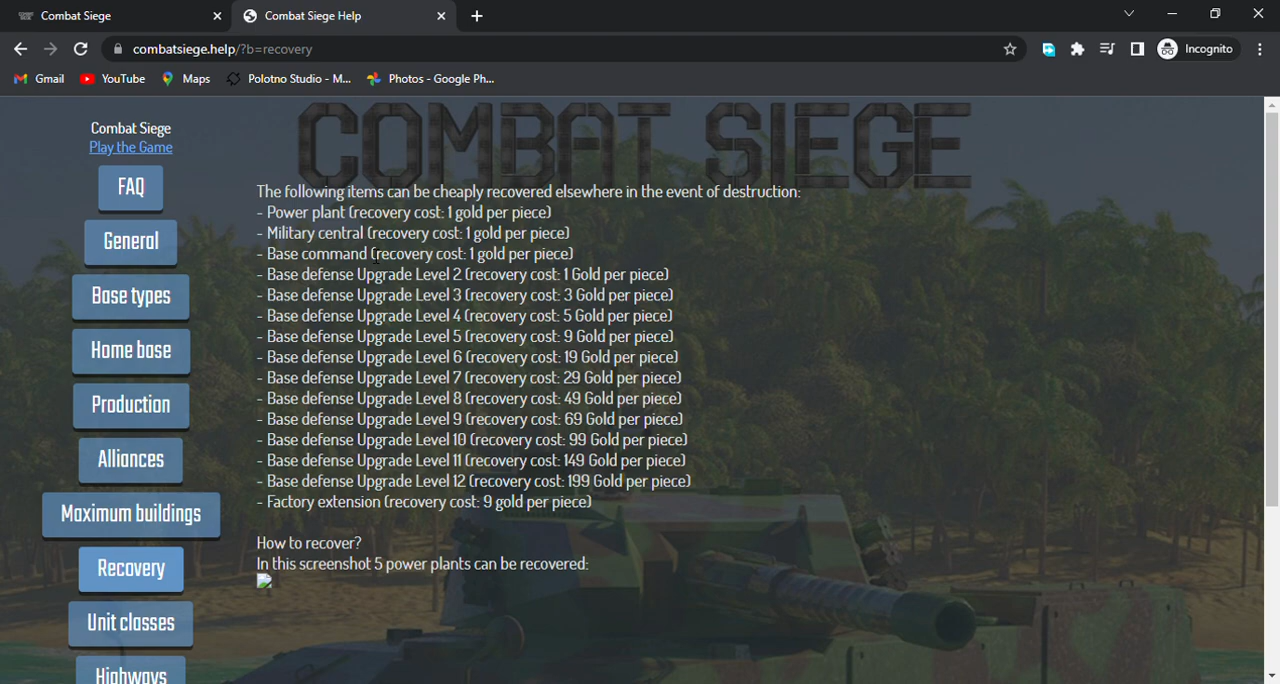 Combat Siege
Combat Siege Help
combatsiege.help/?b=recovery
Incognito
Gmail
YouTube
Maps
Polotno Studio - M...
Photos - Google Ph...
COMBAT SIEGE
Combat Siege
Play the Game
FAQ
General
Base types
Home base
Production
Alliances
Maximum buildings
Recovery
Unit classes
Highways
The following items can be cheaply recovered elsewhere in the event of destruction:
- Power plant (recovery cost: 1 gold per piece)
- Military central (recovery cost: 1 gold per piece)
- Base command (recovery cost: 1 gold per piece)
- Base defense Upgrade Level 2 (recovery cost: 1 Gold per piece)
- Base defense Upgrade Level 3 (recovery cost: 3 Gold per piece)
- Base defense Upgrade Level 4 (recovery cost: 5 Gold per piece)
- Base defense Upgrade Level 5 (recovery cost: 9 Gold per piece)
- Base defense Upgrade Level 6 (recovery cost: 19 Gold per piece)
- Base defense Upgrade Level 7 (recovery cost: 29 Gold per piece)
- Base defense Upgrade Level 8 (recovery cost: 49 Gold per piece)
- Base defense Upgrade Level 9 (recovery cost: 69 Gold per piece)
- Base defense Upgrade Level 10 (recovery cost: 99 Gold per piece)
- Base defense Upgrade Level 11 (recovery cost: 149 Gold per piece)
- Base defense Upgrade Level 12 (recovery cost: 199 Gold per piece)
- Factory extension (recovery cost: 9 gold per piece)
How to recover?
In this screenshot 5 power plants can be recovered: